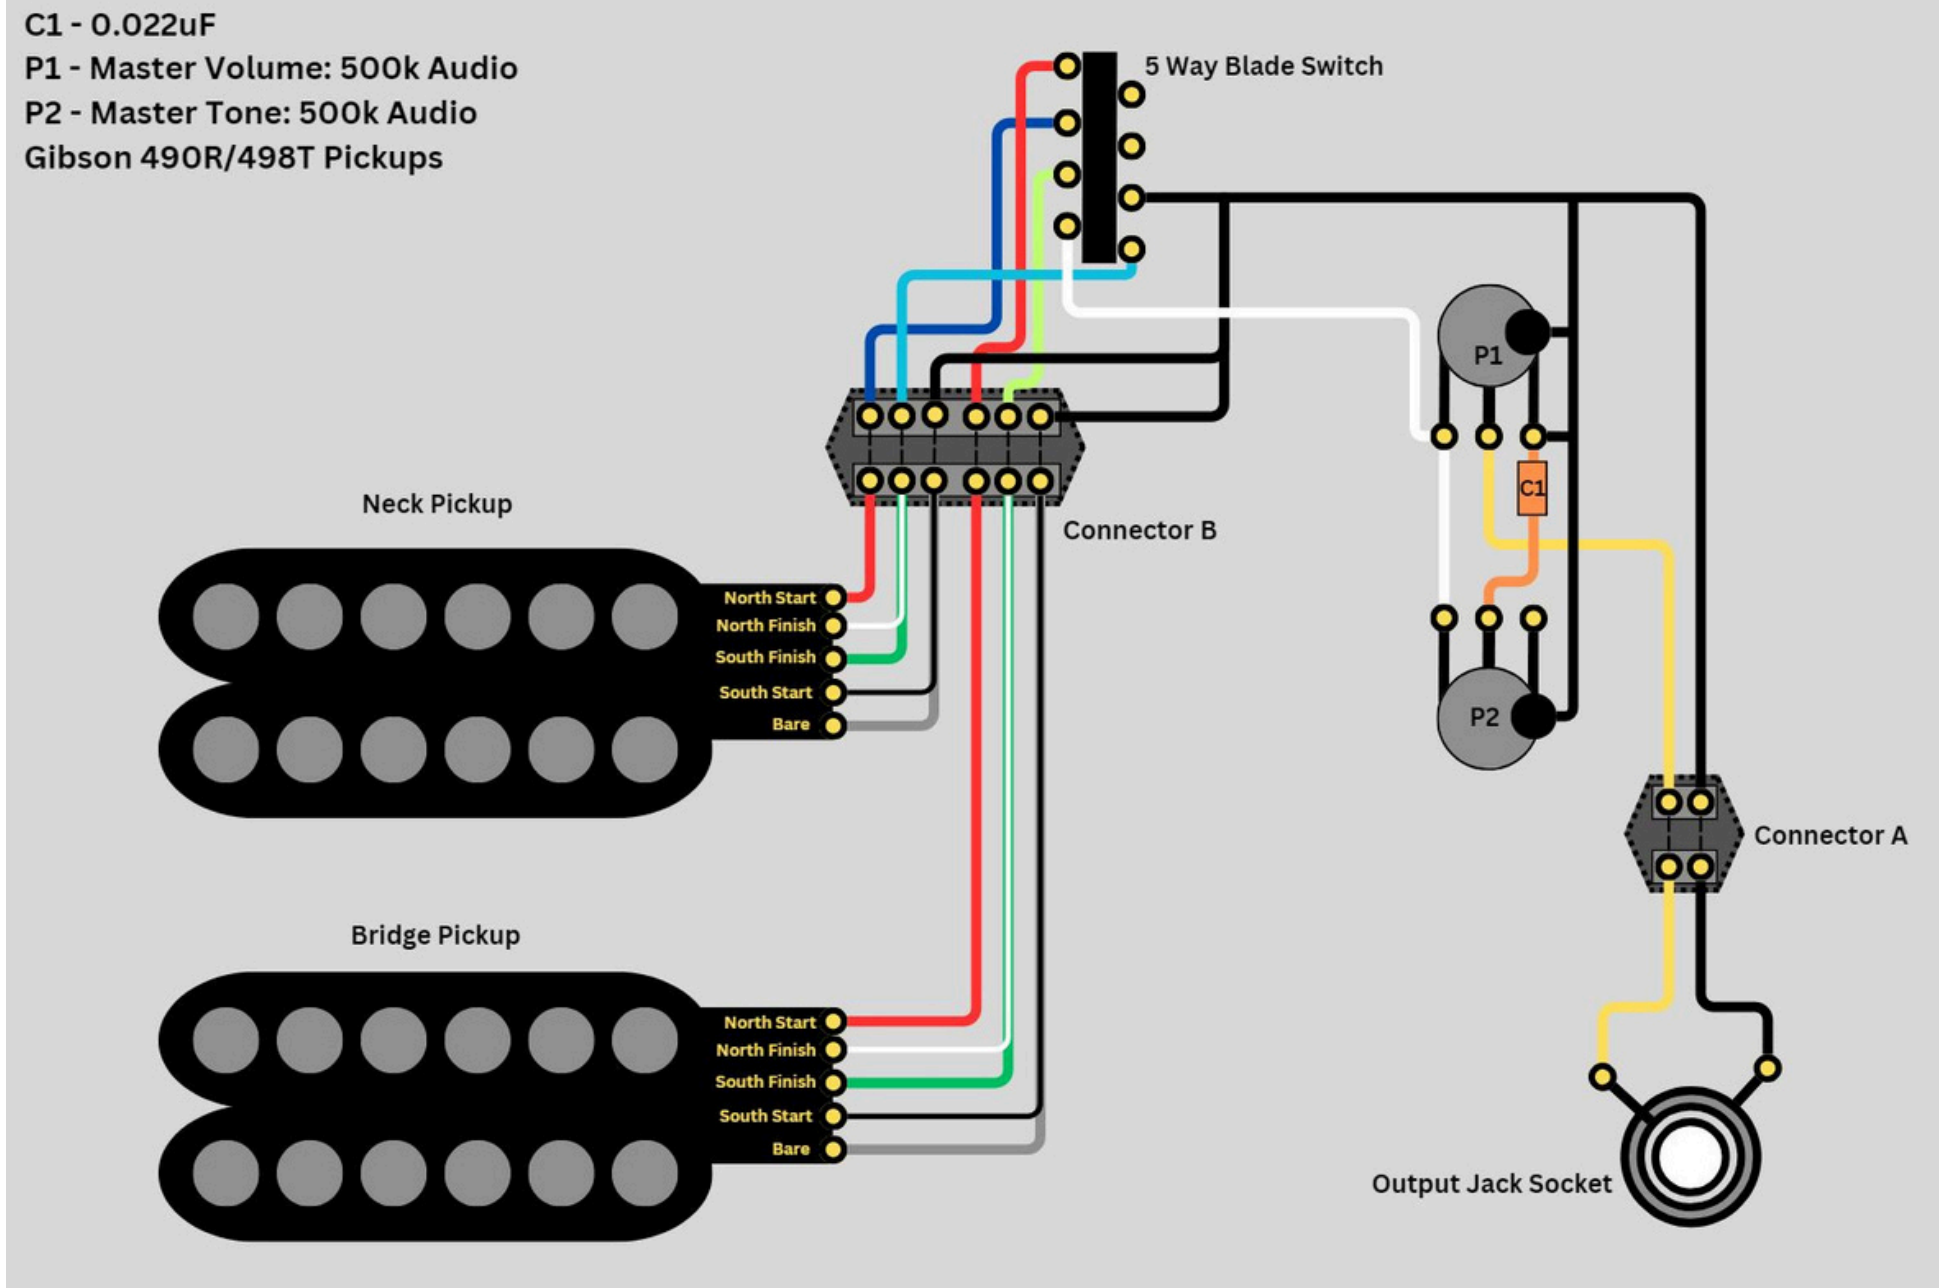 C1 - 0.022uF
P1 - Master Volume: 500k Audio
P2 - Master Tone: 500k Audio
Gibson 490R/498T Pickups
5 Way Blade Switch
P1
C1
Neck Pickup
Connector B
North Start
North Finish
South Finish
South Start
Bare
P2
Connector A
Bridge Pickup
North Start
North Finish
South Finish
South Start
Bare
Output Jack Socket